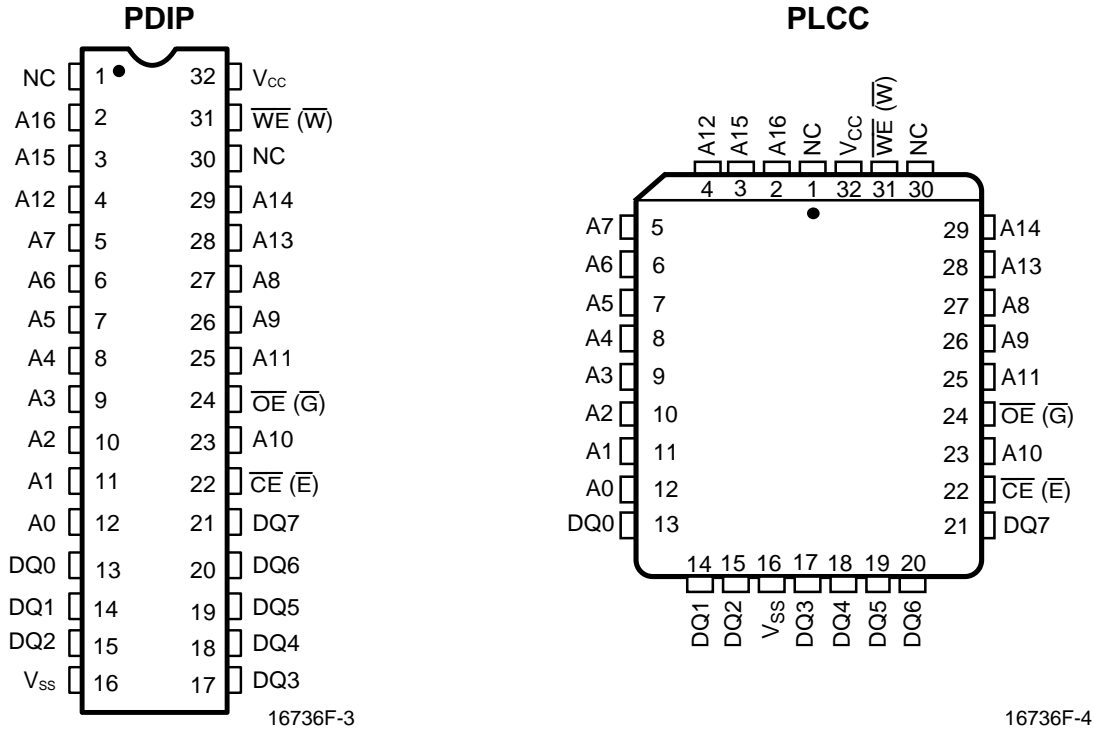 PDIP
NC 1 32 VCC
A16 2 31 W̅E̅ (W̅)
A15 3 30 NC
A12 4 29 A14
A7 5 28 A13
A6 6 27 A8
A5 7 26 A9
A4 8 25 A11
A3 9 24 O̅E̅ (G̅)
A2 10 23 A10
A1 11 22 C̅E̅ (E̅)
A0 12 21 DQ7
DQ0 13 20 DQ6
DQ1 14 19 DQ5
DQ2 15 18 DQ4
VSS 16 17 DQ3
16736F-3
PLCC
A12 A15 A16 NC VCC W̅E̅ (W̅) NC
4 3 2 1 32 31 30
A7 5 29 A14
A6 6 28 A13
A5 7 27 A8
A4 8 26 A9
A3 9 25 A11
A2 10 24 O̅E̅ (G̅)
A1 11 23 A10
A0 12 22 C̅E̅ (E̅)
DQ0 13 21 DQ7
14 15 16 17 18 19 20
DQ1 DQ2 VSS DQ3 DQ4 DQ5 DQ6
16736F-4